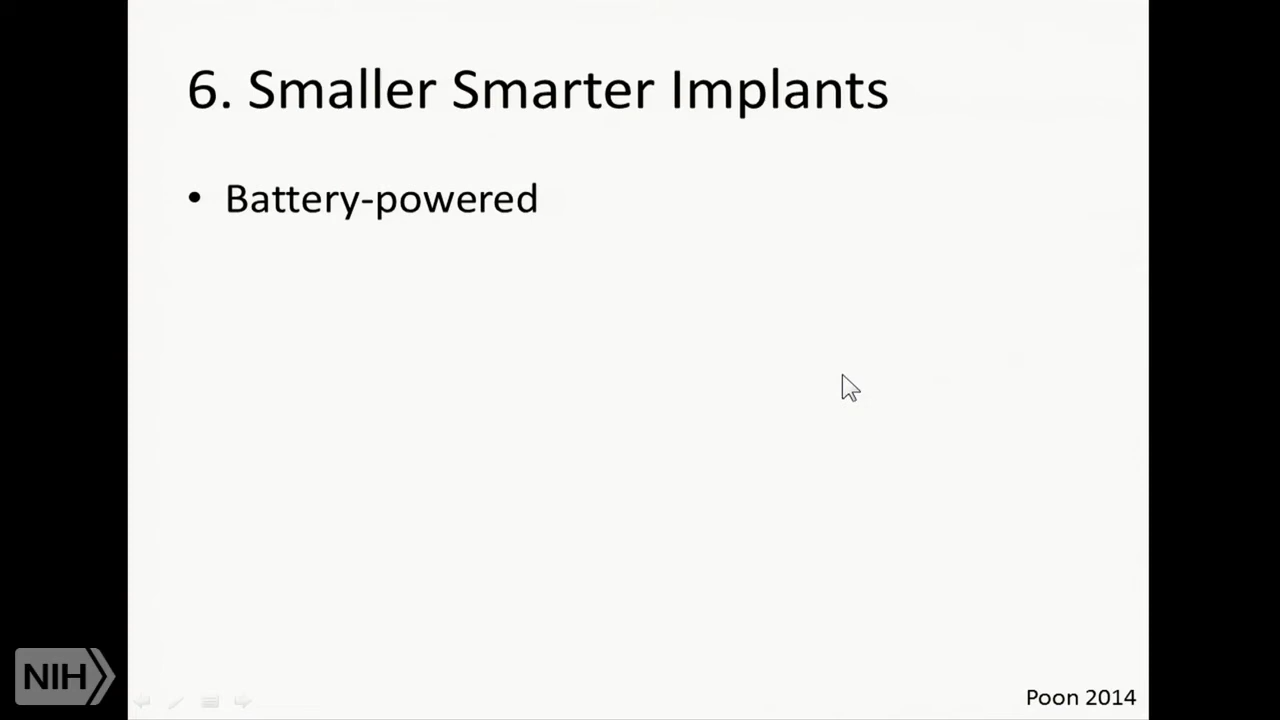 6. Smaller Smarter Implants
• Battery-powered
NIH
Poon 2014